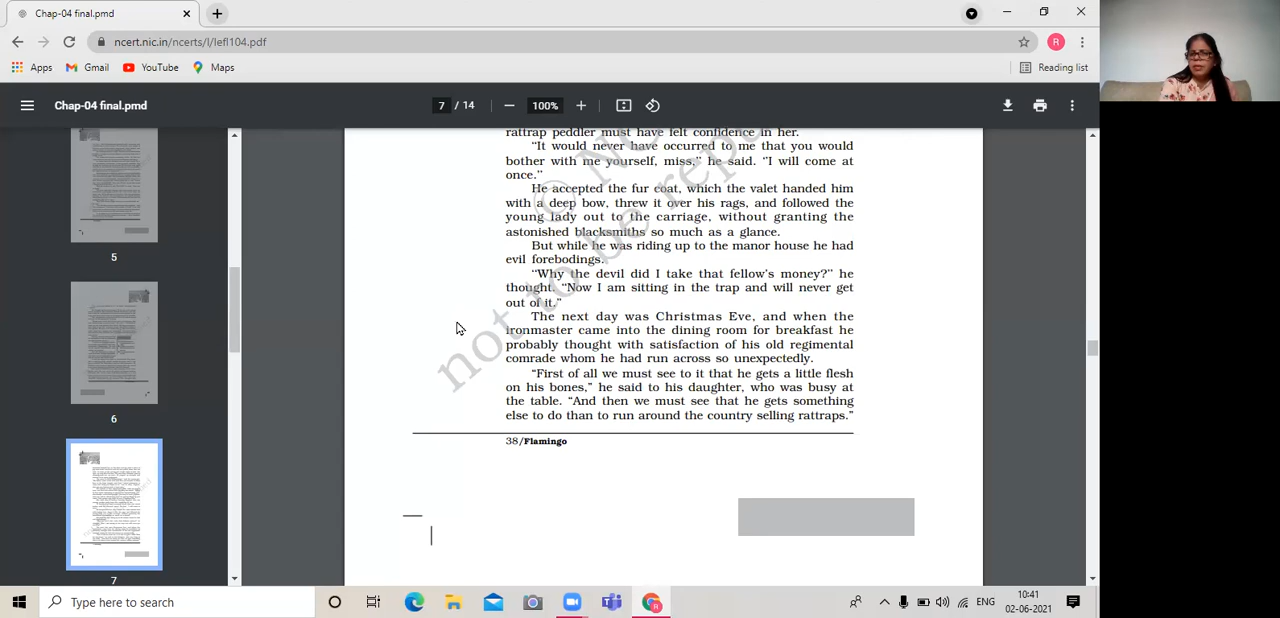 Chap-04 final.pmd
ncert.nic.in/ncerts/l/lefl104.pdf
R
Apps
Gmail
YouTube
Maps
Reading list
Chap-04 final.pmd
7 / 14
100%
5
6
7
rattrap peddler must have felt confidence in her.
"It would never have occurred to me that you would
bother with me yourself, miss," he said. "I will come at
once."
He accepted the fur coat, which the valet handed him
with a deep bow, threw it over his rags, and followed the
young lady out to the carriage, without granting the
astonished blacksmiths so much as a glance.
But while he was riding up to the manor house he had
evil forebodings.
"Why the devil did I take that fellow's money?" he
thought. "Now I am sitting in the trap and will never get
out of it."
The next day was Christmas Eve, and when the
ironmaster came into the dining room for breakfast he
probably thought with satisfaction of his old regimental
comrade whom he had run across so unexpectedly.
"First of all we must see to it that he gets a little flesh
on his bones," he said to his daughter, who was busy at
the table. "And then we must see that he gets something
else to do than to run around the country selling rattraps."
38/Flamingo
not to be rep
Type here to search
ENG
10:41
02-06-2021